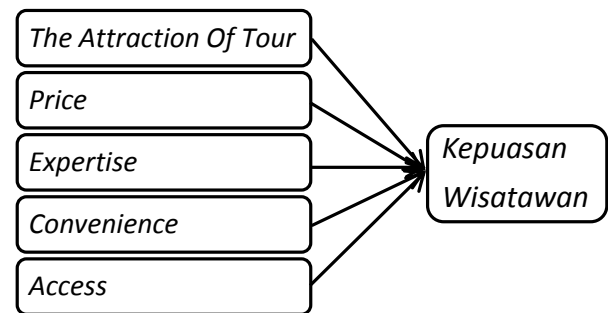 The Attraction Of Tour
Price
Expertise
Convenience
Access
Kepuasan
Wisatawan